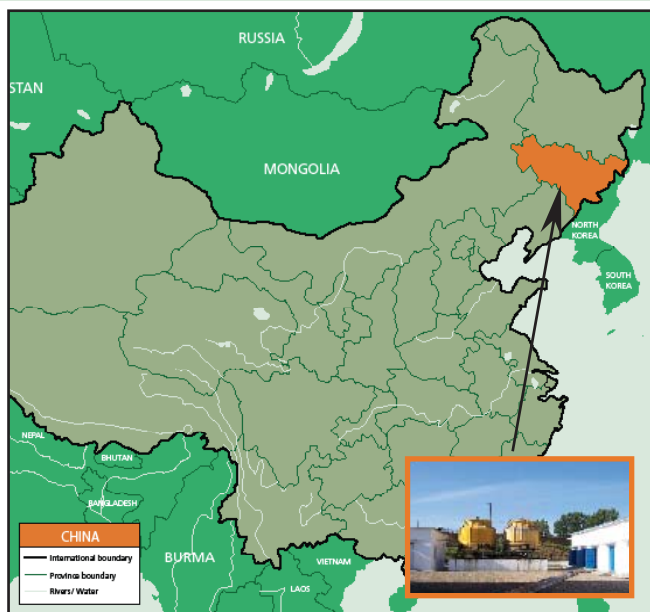 RUSSIA
STAN
MONGOLIA
NORTH
KOREA
SOUTH
KOREA
NEPAL
BHUTAN
BANGLADESH
BURMA
VIETNAM
LAOS
CHINA
International boundary
Province boundary
Rivers/ Water